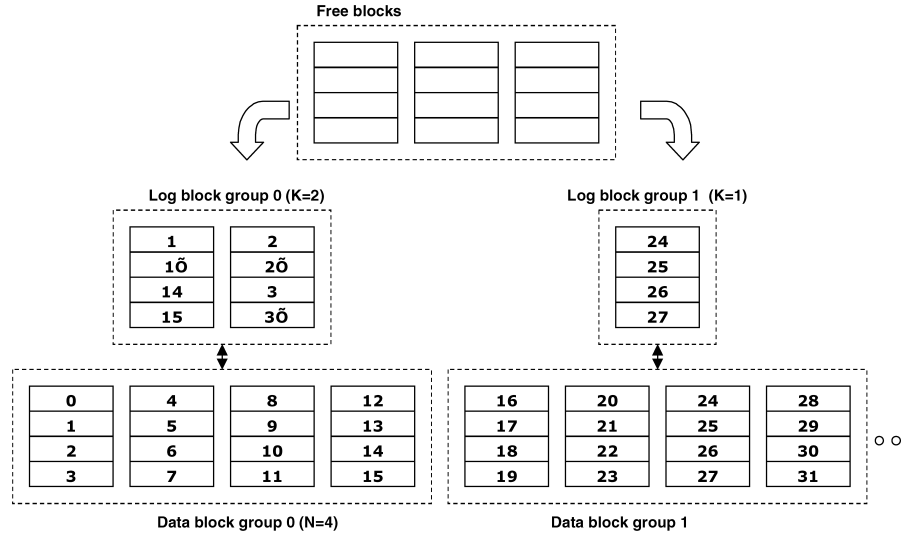 Free blocks
Log block group 0 (K=2)
Log block group 1 (K=1)
1 2 24
1Õ 2Õ 25
14 3 26
15 3Õ 27
0 4 8 12 16 20 24 28
1 5 9 13 17 21 25 29
2 6 10 14 18 22 26 30
3 7 11 15 19 23 27 31
Data block group 0 (N=4)
Data block group 1